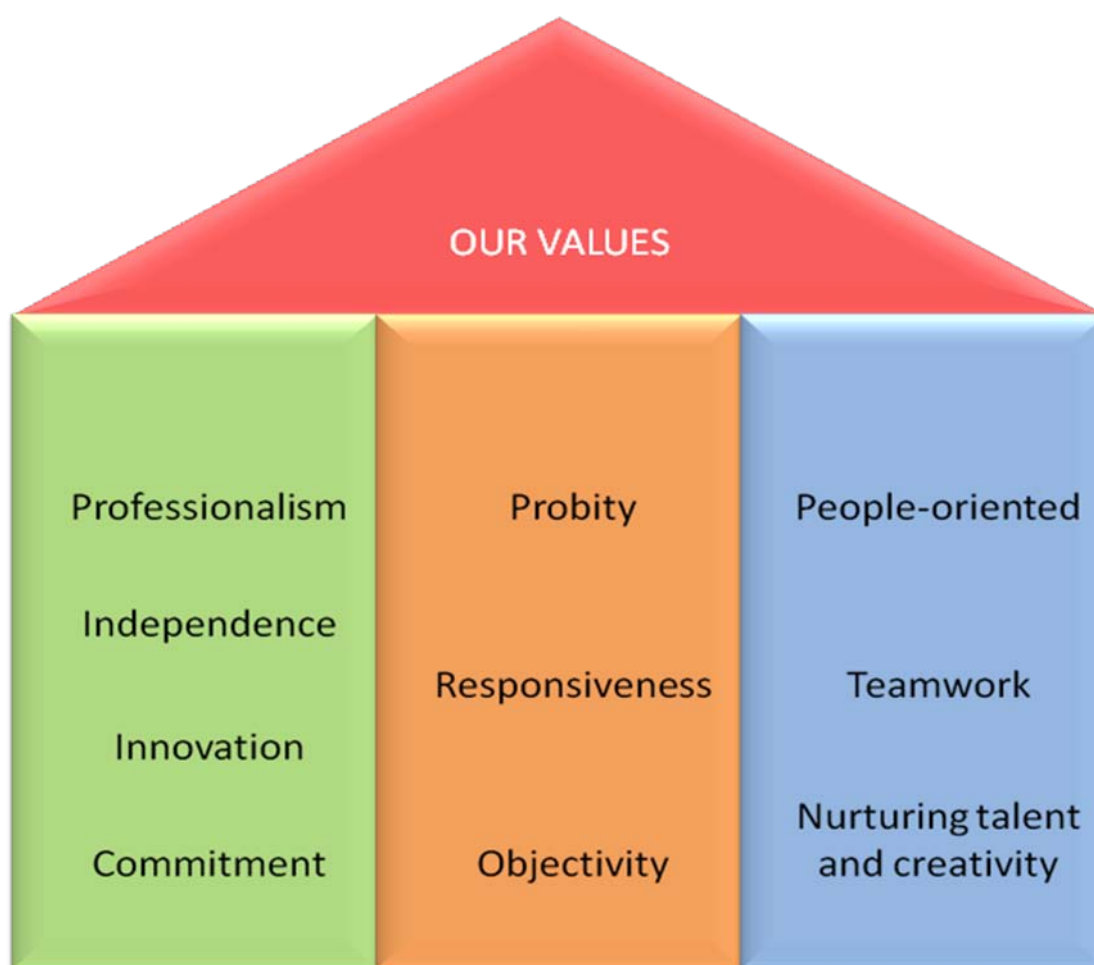 OUR VALUES
Professionalism
Independence
Innovation
Commitment
Probity
Responsiveness
Objectivity
People-oriented
Teamwork
Nurturing talent
and creativity